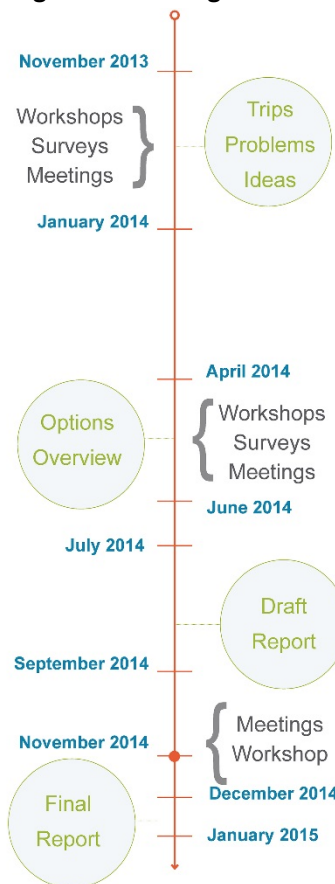 November 2013
Workshops
Surveys
Meetings
Trips
Problems
Ideas
January 2014
April 2014
Options
Overview
Workshops
Surveys
Meetings
June 2014
July 2014
Draft
Report
September 2014
Meetings
Workshop
November 2014
December 2014
Final
Report
January 2015